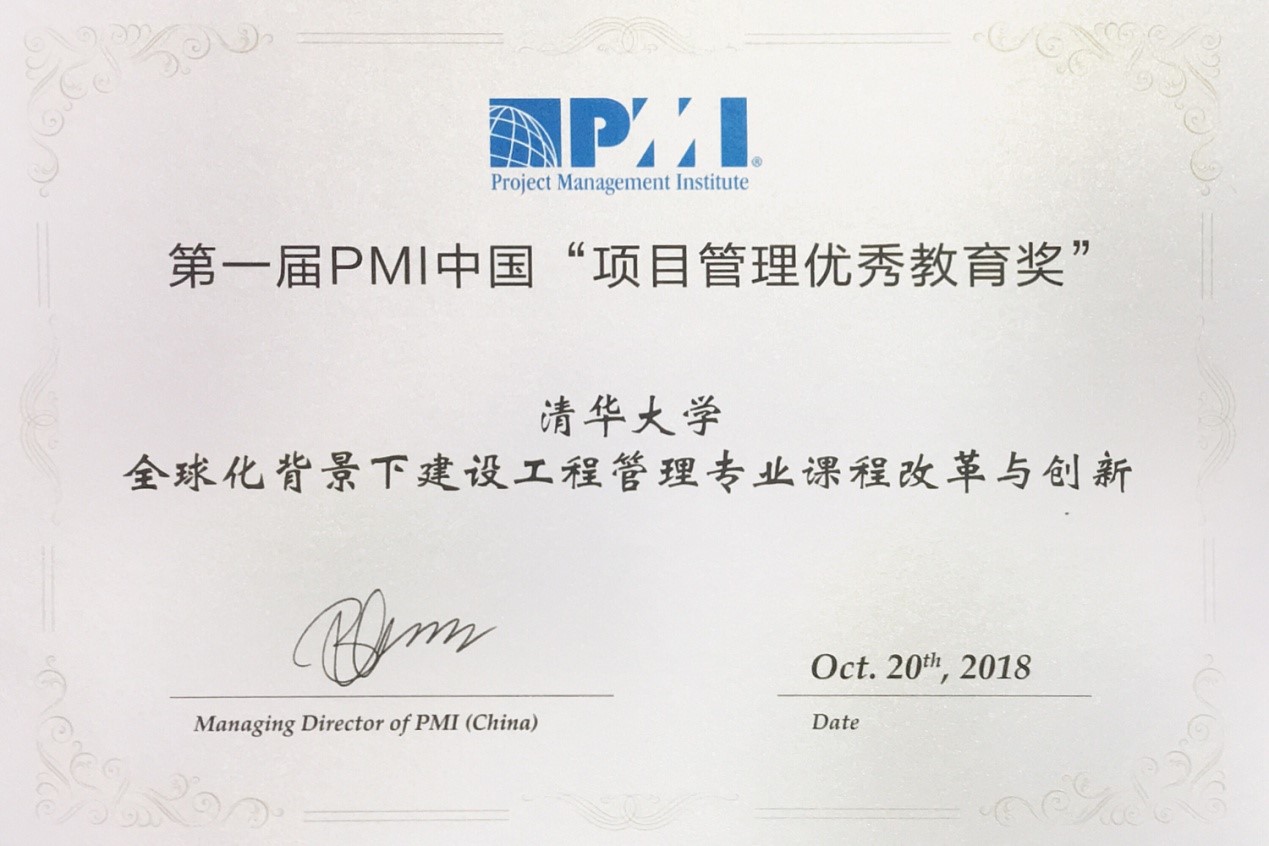 PMI®
Project Management Institute
第一届PMI中国“项目管理优秀教育奖”
清华大学
全球化背景下建设工程管理专业课程改革与创新
Oct. 20th, 2018
Managing Director of PMI (China)
Date